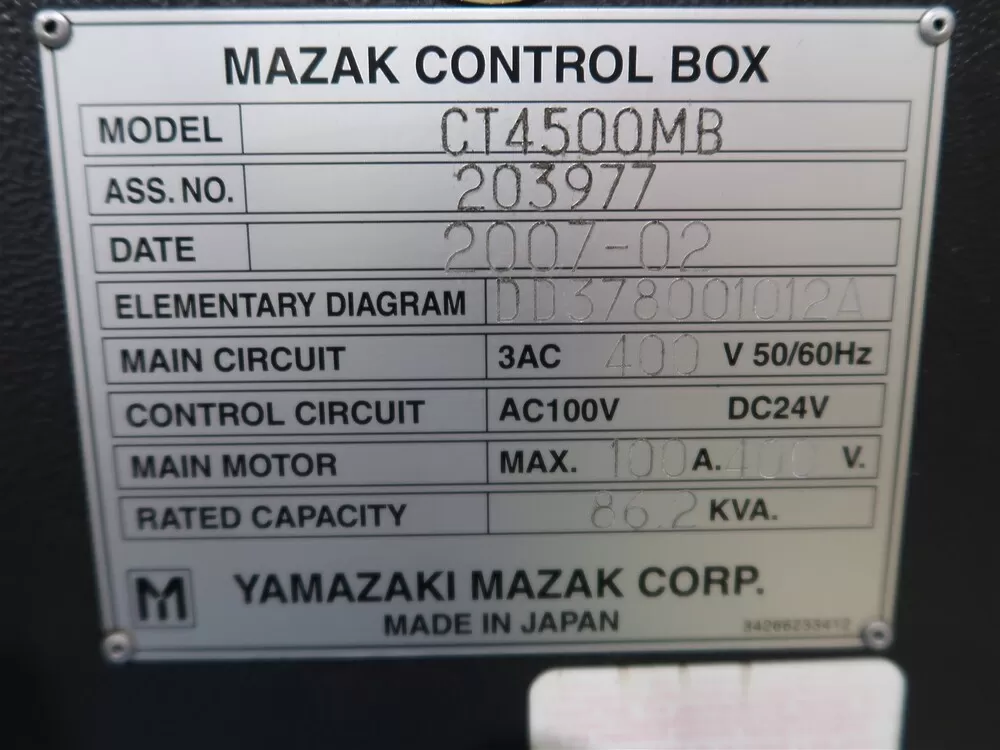 MAZAK CONTROL BOX
MODEL CT4500MB
ASS. NO. 203977
DATE 2007-02
ELEMENTARY DIAGRAM DD378001012A
MAIN CIRCUIT 3AC 400 V 50/60Hz
CONTROL CIRCUIT AC100V DC24V
MAIN MOTOR MAX. 100 A. 400 V.
RATED CAPACITY 86.2 KVA.
M YAMAZAKI MAZAK CORP.
MADE IN JAPAN